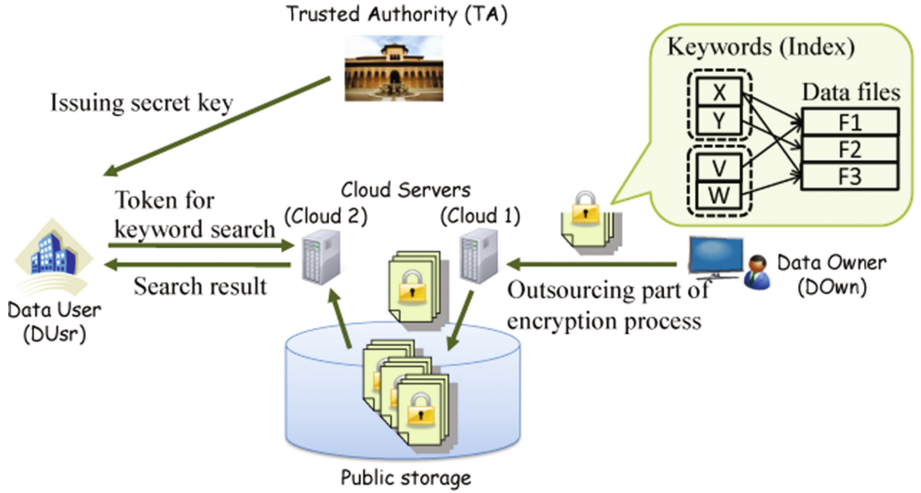 Trusted Authority (TA)
Issuing secret key
Keywords (Index)
Data files
X
Y
V
W
F1
F2
F3
Cloud Servers
(Cloud 2)
(Cloud 1)
Token for
keyword search
Search result
Data User
(DUsr)
Outsourcing part of
encryption process
Data Owner
(DOwn)
Public storage